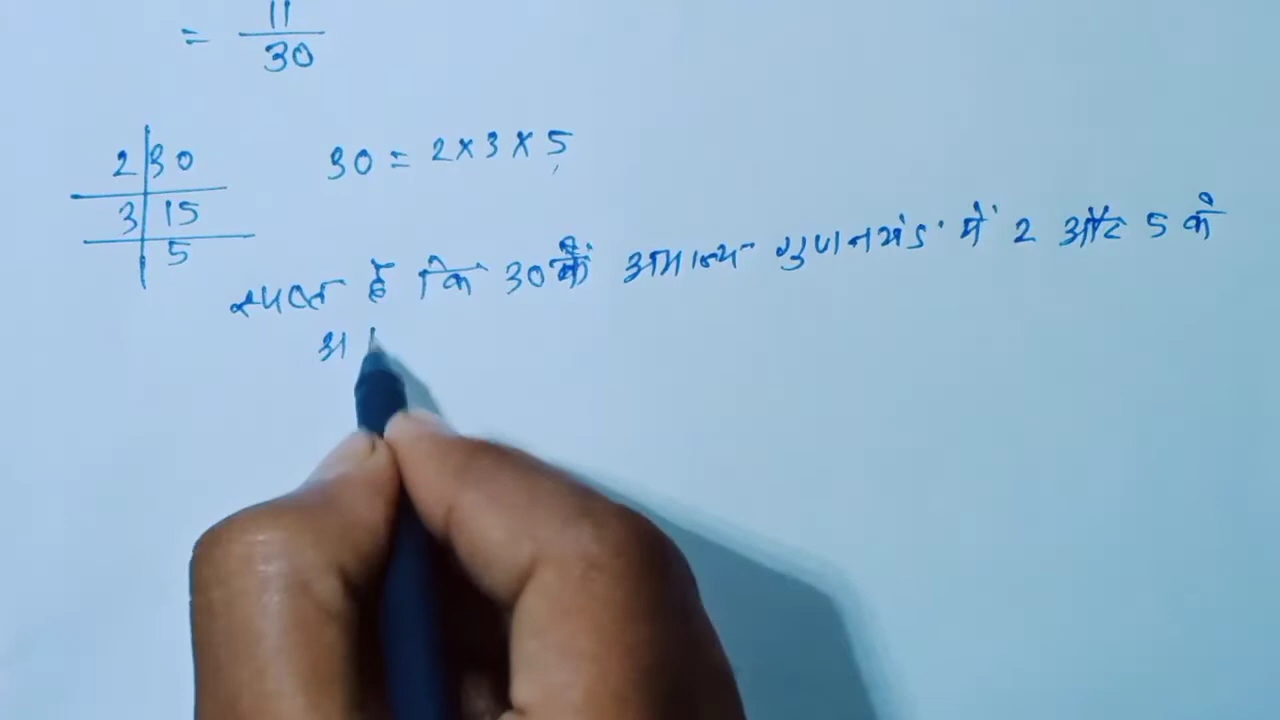 = 11/30
2 | 30
3 | 15
5
30 = 2 × 3 × 5
स्पष्ट है कि 30 के अभाज्य गुणनखंड में 2 और 5 के
अ